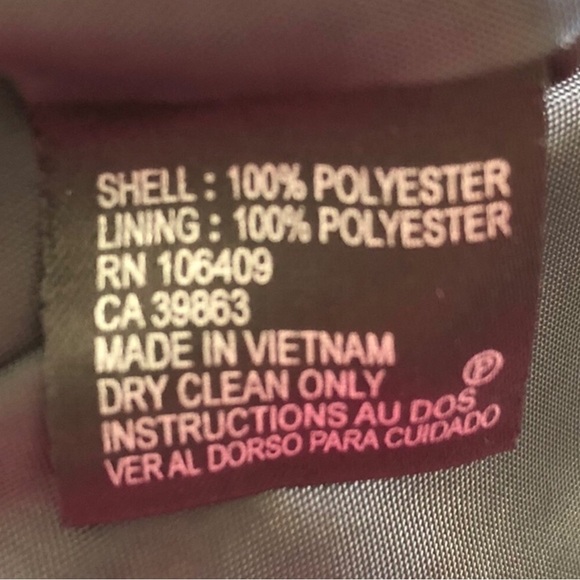 SHELL : 100% POLYESTER
LINING : 100% POLYESTER
RN 106409
CA 39863
MADE IN VIETNAM
DRY CLEAN ONLY Ⓟ
INSTRUCTIONS AU DOS
VER AL DORSO PARA CUIDADO